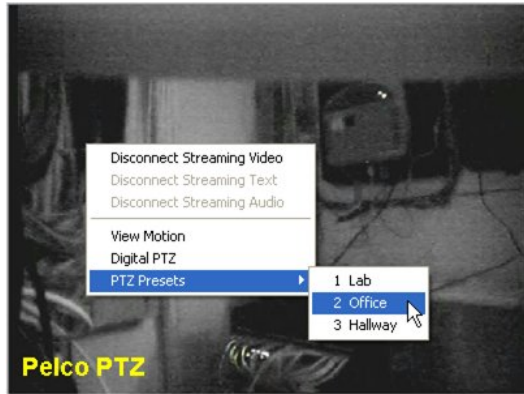 Disconnect Streaming Video
Disconnect Streaming Text
Disconnect Streaming Audio
View Motion
Digital PTZ
PTZ Presets
1 Lab
2 Office
3 Hallway
Pelco PTZ